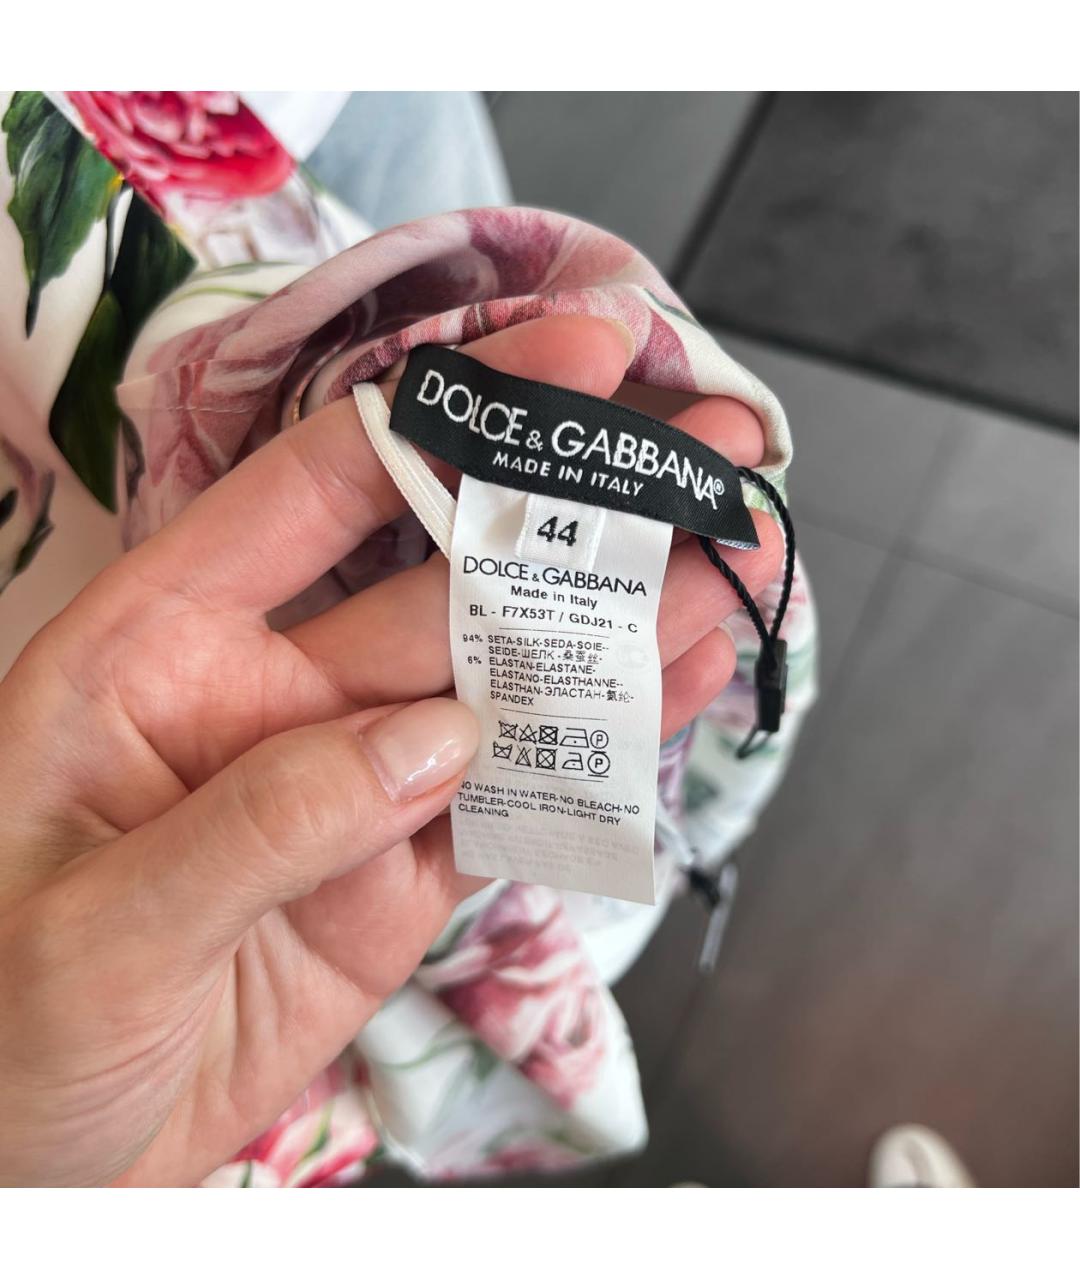 DOLCE & GABBANA®
MADE IN ITALY
44
DOLCE & GABBANA
Made in Italy
BL - F7X53T / GDJ21 - C
94% SETA-SILK-SEDA-SOIE--
SEIDE-ШЕЛК -桑蚕丝-
6% ELASTAN-ELASTANE-
ELASTANO-ELASTHANNE--
ELASTHAN-ЭЛАСТАН-氨纶-
SPANDEX
P
P
NO WASH IN WATER-NO BLEACH-NO
TUMBLER-COOL IRON-LIGHT DRY
CLEANING